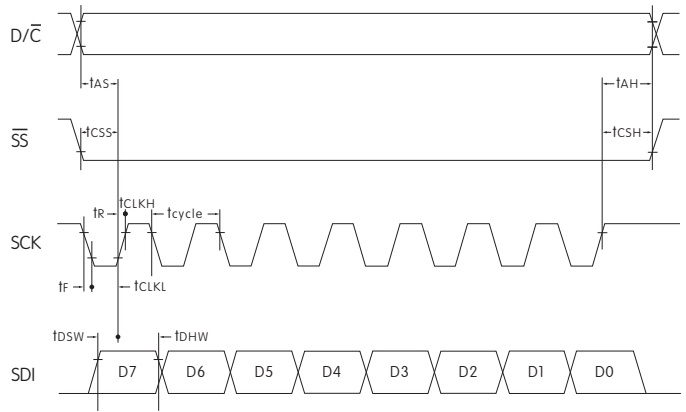 D/C̅
tAS
tAH
S̅S̅
tCSS
tCSH
SCK
tR
tCLKH
tcycle
tF
tCLKL
SDI
tDSW
tDHW
D7 D6 D5 D4 D3 D2 D1 D0